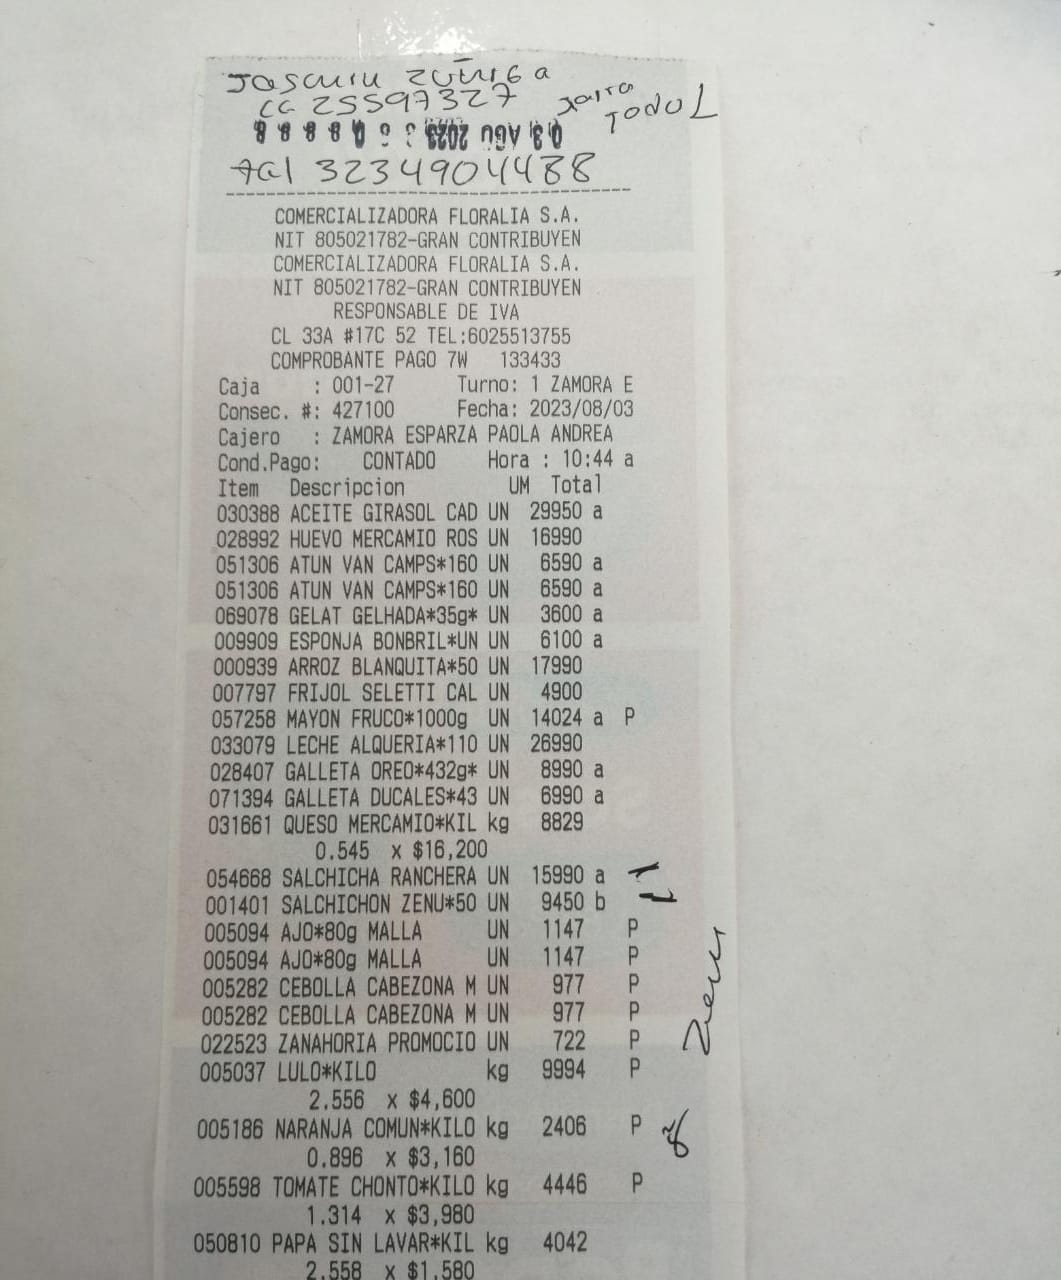 Jasmin Zuñiga
CC 25597327
03 AGO 2023
tel 3234904488
COMERCIALIZADORA FLORALIA S.A.
NIT 805021782-GRAN CONTRIBUYEN
COMERCIALIZADORA FLORALIA S.A.
NIT 805021782-GRAN CONTRIBUYEN
RESPONSABLE DE IVA
CL 33A #17C 52 TEL:6025513755
COMPROBANTE PAGO 7W 133433
Caja : 001-27 Turno: 1 ZAMORA E
Consec. #: 427100 Fecha: 2023/08/03
Cajero : ZAMORA ESPARZA PAOLA ANDREA
Cond.Pago: CONTADO Hora : 10:44 a
Item Descripcion UM Total
030388 ACEITE GIRASOL CAD UN 29950 a
028992 HUEVO MERCAMIO ROS UN 16990
051306 ATUN VAN CAMPS*160 UN 6590 a
051306 ATUN VAN CAMPS*160 UN 6590 a
069078 GELAT GELHADA*35g* UN 3600 a
009909 ESPONJA BONBRIL*UN UN 6100 a
000939 ARROZ BLANQUITA*50 UN 17990
007797 FRIJOL SELETTI CAL UN 4900
057258 MAYON FRUCO*1000g UN 14024 a P
033079 LECHE ALQUERIA*110 UN 26990
028407 GALLETA OREO*432g* UN 8990 a
071394 GALLETA DUCALES*43 UN 6990 a
031661 QUESO MERCAMIO*KIL kg 8829
0.545 x $16,200
054668 SALCHICHA RANCHERA UN 15990 a
001401 SALCHICHON ZENU*50 UN 9450 b
005094 AJO*80g MALLA UN 1147 P
005094 AJO*80g MALLA UN 1147 P
005282 CEBOLLA CABEZONA M UN 977 P
005282 CEBOLLA CABEZONA M UN 977 P
022523 ZANAHORIA PROMOCIO UN 722 P
005037 LULO*KILO kg 9994 P
2.556 x $4,600
005186 NARANJA COMUN*KILO kg 2406 P
0.896 x $3,160
005598 TOMATE CHONTO*KILO kg 4446 P
1.314 x $3,980
050810 PAPA SIN LAVAR*KIL kg 4042
2.558 x $1,580